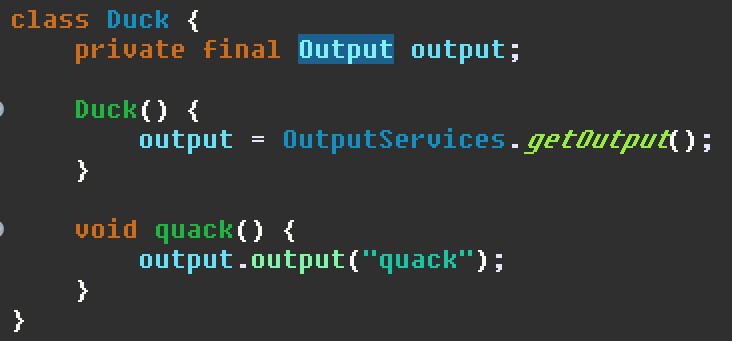 class Duck {
    private final Output output;

    Duck() {
        output = OutputServices.getOutput();
    }

    void quack() {
        output.output("quack");
    }
}